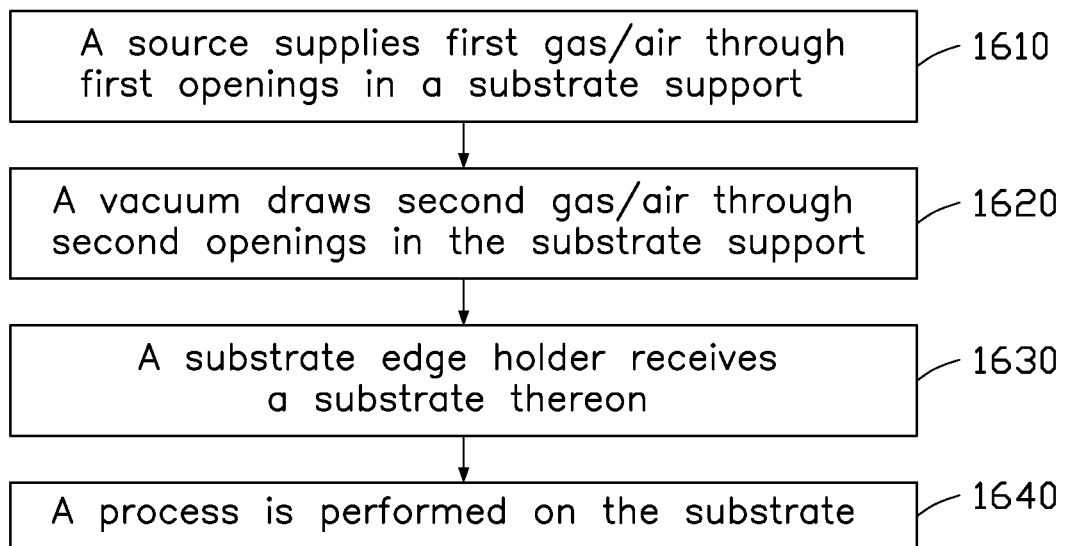 A source supplies first gas/air through
first openings in a substrate support
1610
A vacuum draws second gas/air through
second openings in the substrate support
1620
A substrate edge holder receives
a substrate thereon
1630
A process is performed on the substrate
1640